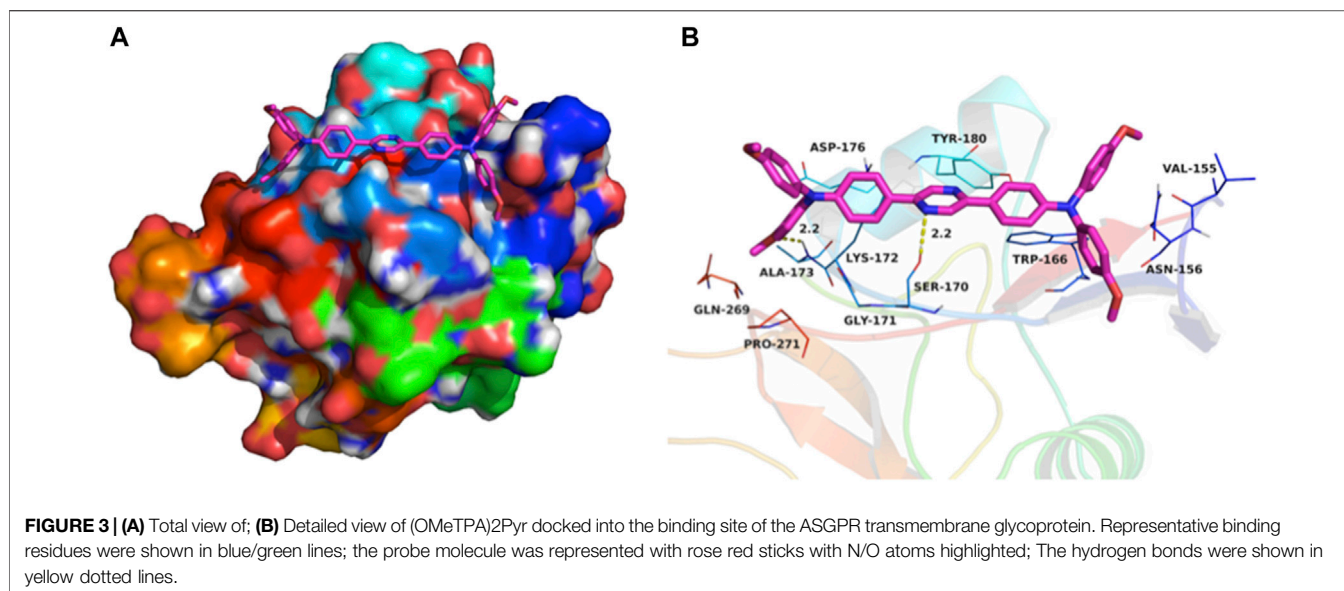 A
B
TYR-180
ASP-176
VAL-155
2.2
2.2
LYS-172
TRP-166
ALA-173
ASN-156
SER-170
GLN-269
GLY-171
PRO-271
FIGURE 3 | (A) Total view of; (B) Detailed view of (OMeTPA)2Pyr docked into the binding site of the ASGPR transmembrane glycoprotein. Representative binding
residues were shown in blue/green lines; the probe molecule was represented with rose red sticks with N/O atoms highlighted; The hydrogen bonds were shown in
yellow dotted lines.